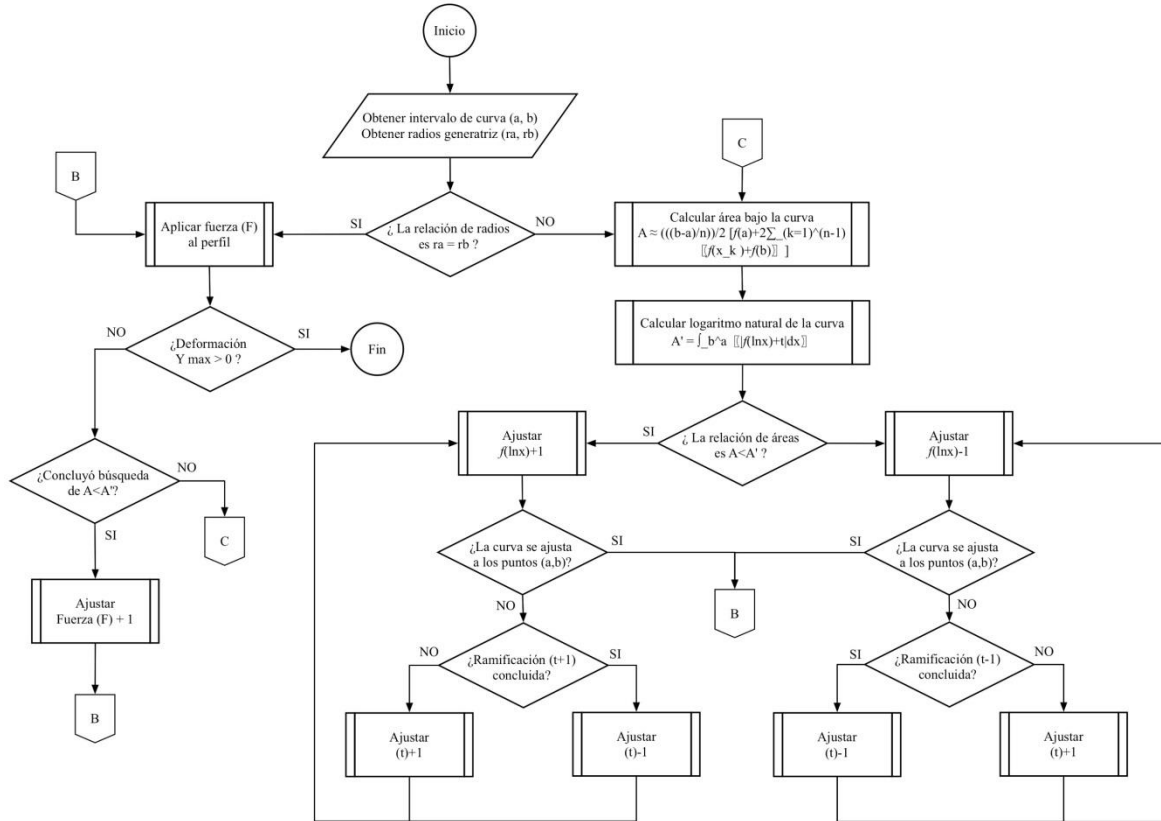 Inicio
Obtener intervalo de curva (a, b)
Obtener radios generatriz (ra, rb)
B
C
Aplicar fuerza (F)
al perfil
SI
¿ La relación de radios
es ra = rb ?
NO
Calcular área bajo la curva
A ≈ (((b-a)/n))/2 [f(a)+2∑_(k=1)^(n-1)
〖f(x_k )+f(b)〗 ]
Calcular logaritmo natural de la curva
A' = ∫_b^a 〖|f(lnx)+t|dx〗
NO
¿Deformación
Y max > 0 ?
SI
Fin
Ajustar
f(lnx)+1
SI
¿ La relación de áreas
es A<A' ?
Ajustar
f(lnx)-1
¿Concluyó búsqueda
de A<A'?
NO
SI
C
¿La curva se ajusta
a los puntos (a,b)?
SI
SI
¿La curva se ajusta
a los puntos (a,b)?
B
NO
NO
Ajustar
Fuerza (F) + 1
B
NO
¿Ramificación (t+1)
concluida?
SI
SI
¿Ramificación (t-1)
concluida?
NO
Ajustar
(t)+1
Ajustar
(t)-1
Ajustar
(t)-1
Ajustar
(t)+1